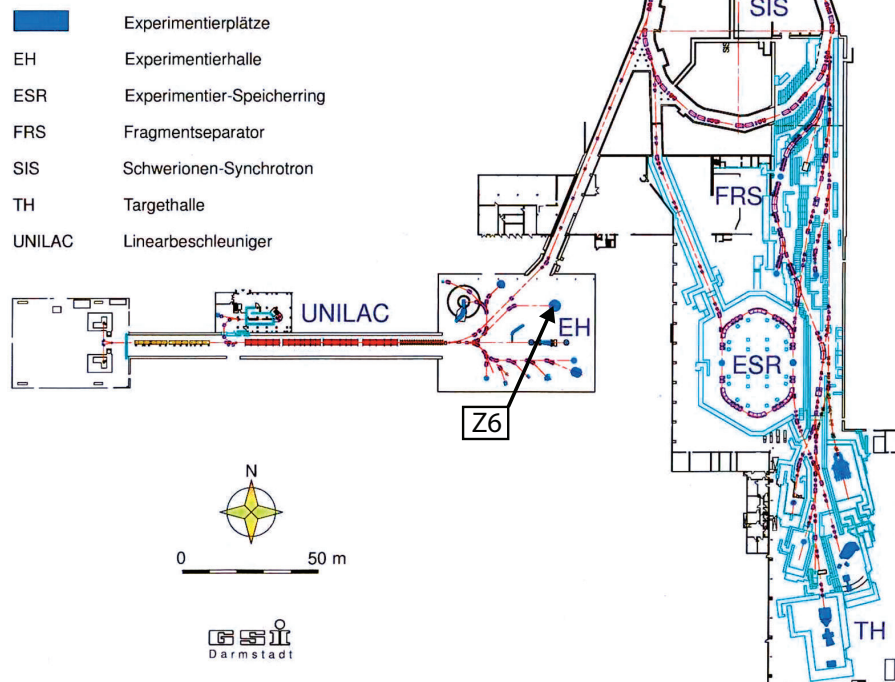 Experimentierplätze
EH Experimentierhalle
ESR Experimentier-Speicherring
FRS Fragmentseparator
SIS Schwerionen-Synchrotron
TH Targethalle
UNILAC Linearbeschleuniger
SIS
SIS
FRS
UNILAC
EH
ESR
Z6
N
0 50 m
GSI
Darmstadt
TH